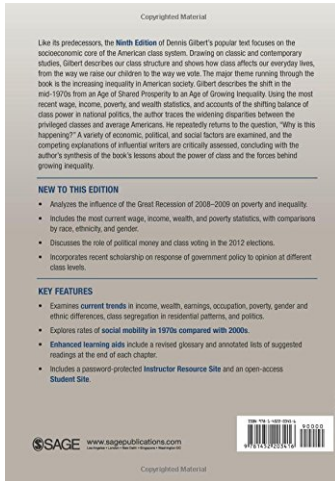 Copyrighted Material
Like its predecessors, the Ninth Edition of Dennis Gilbert's popular text focuses on the
socioeconomic core of the American class system. Drawing on classic and contemporary
studies, Gilbert describes our class structure and shows how class affects our everyday lives,
from the way we raise our children to the way we vote. The major theme running through
the book is the increasing inequality in American society. Gilbert describes the shift in the
mid-1970s from an Age of Shared Prosperity to an Age of Growing Inequality. Using the most
recent wage, income, poverty, and wealth statistics, and accounts of the shifting balance of
class power in national politics, the author traces the widening disparities between the
privileged classes and average Americans. He repeatedly returns to the question, "Why is this
happening?" A variety of economic, political, and social factors are examined, and the
competing explanations of influential writers are critically assessed, concluding with the
author's synthesis of the book's lessons about the power of class and the forces behind
growing inequality.
NEW TO THIS EDITION
• Analyzes the influence of the Great Recession of 2008–2009 on poverty and inequality.
• Includes the most current wage, income, wealth, and poverty statistics, with comparisons
by race, ethnicity, and gender.
• Discusses the role of political money and class voting in the 2012 elections.
• Incorporates recent scholarship on response of government policy to opinion at different
class levels.
KEY FEATURES
• Examines current trends in income, wealth, earnings, occupation, poverty, gender and
ethnic differences, class segregation in residential patterns, and politics.
• Explores rates of social mobility in 1970s compared with 2000s.
• Enhanced learning aids include a revised glossary and annotated lists of suggested
readings at the end of each chapter.
• Includes a password-protected Instructor Resource Site and an open-access
Student Site.
90000
SAGE www.sagepublications.com
Copyrighted Material